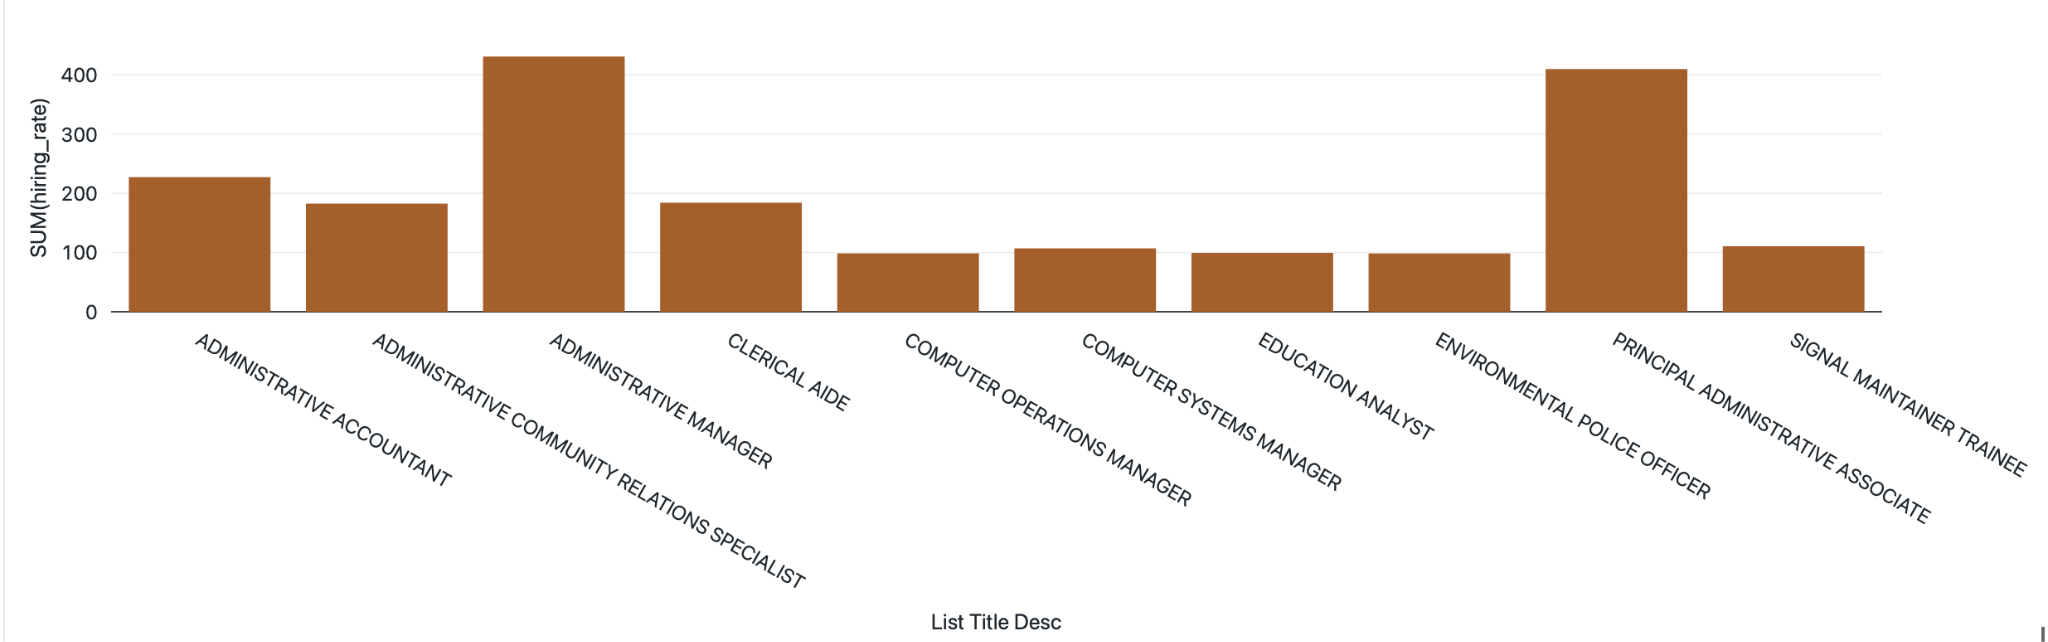 400
300
200
100
0
SUM(hiring_rate)
ADMINISTRATIVE ACCOUNTANT
ADMINISTRATIVE COMMUNITY RELATIONS SPECIALIST
ADMINISTRATIVE MANAGER
CLERICAL AIDE
COMPUTER OPERATIONS MANAGER
COMPUTER SYSTEMS MANAGER
EDUCATION ANALYST
ENVIRONMENTAL POLICE OFFICER
PRINCIPAL ADMINISTRATIVE ASSOCIATE
SIGNAL MAINTAINER TRAINEE
List Title Desc